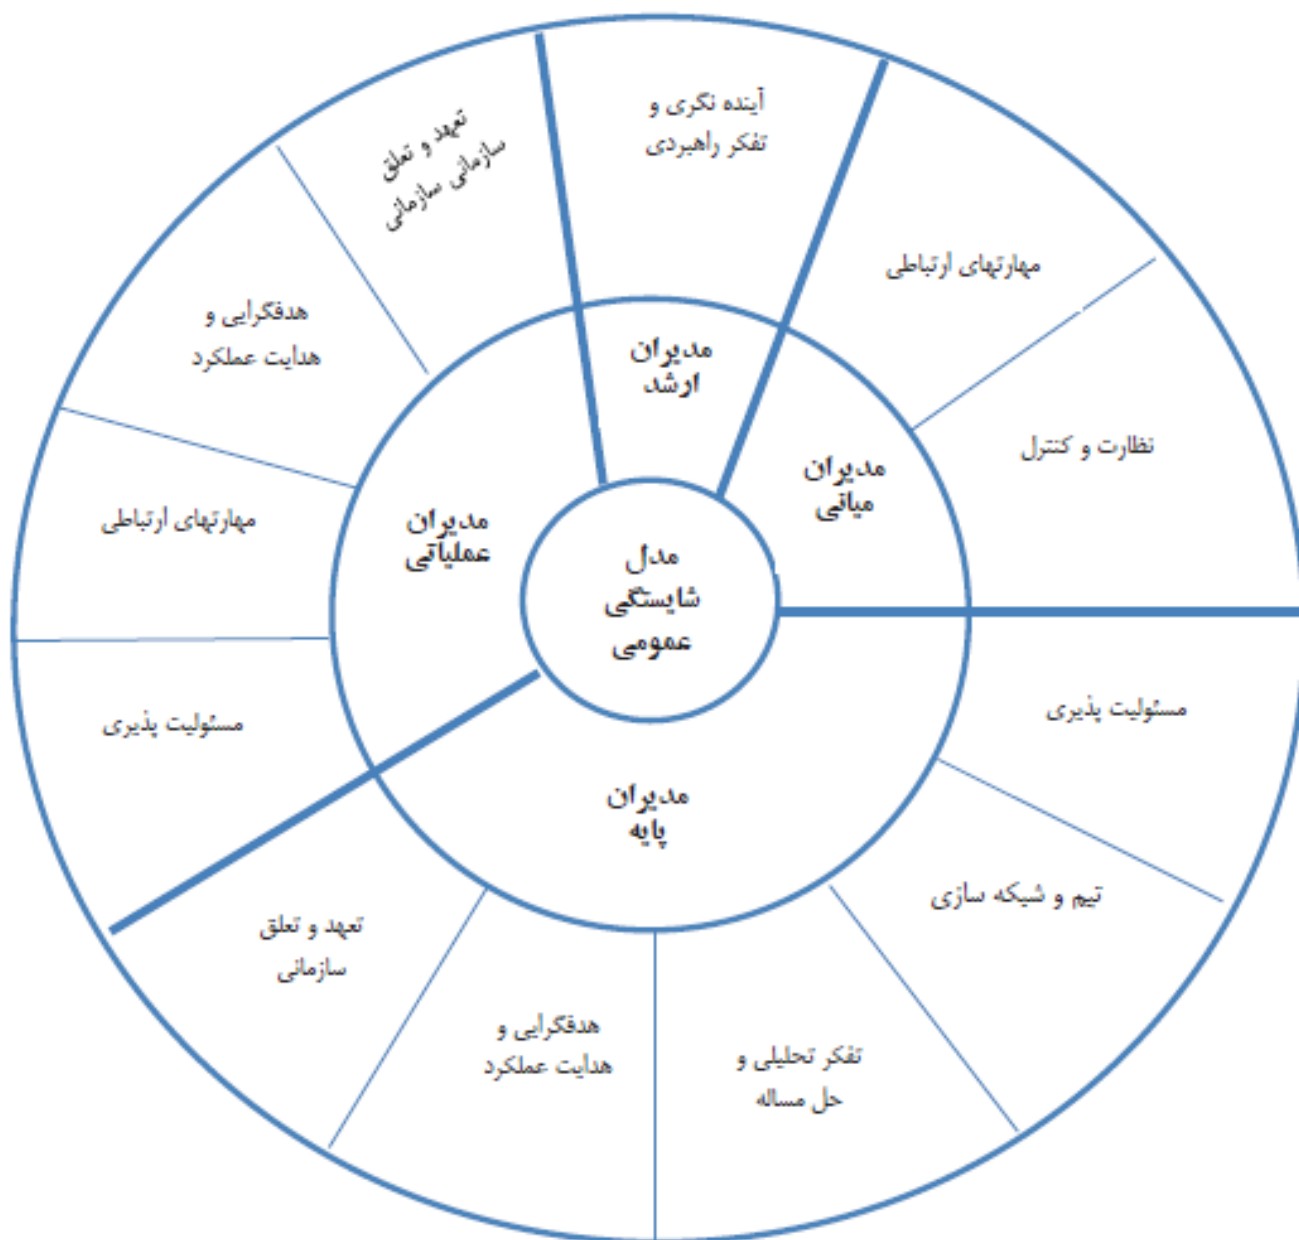 آینده نگری و
تفکر راهبردی
تعهد و تعلق
سازمانی سازمانی
مهارتهای ارتباطی
هدفگرایی و
هدایت عملکرد
مدیران
ارشد
نظارت و کنترل
مدیران
میانی
مهارتهای ارتباطی
مدیران
عملیاتی
مدل
شایستگی
عمومی
مسئولیت پذیری
مسئولیت پذیری
مدیران
پایه
تیم و شبکه سازی
تعهد و تعلق
سازمانی
هدفگرایی و
هدایت عملکرد
تفکر تحلیلی و
حل مساله